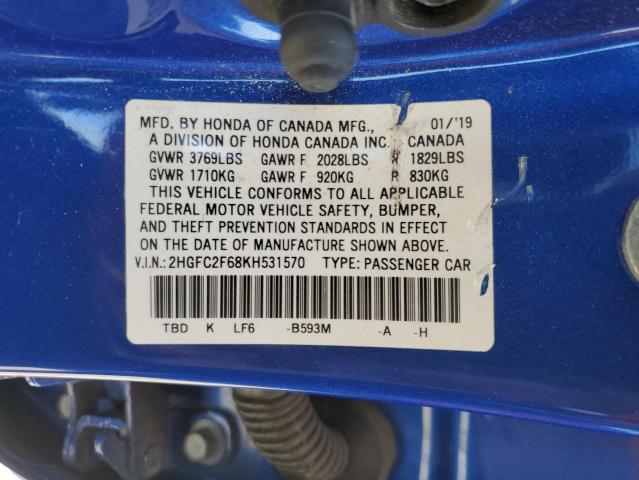 MFD. BY HONDA OF CANADA MFG., 01/'19
A DIVISION OF HONDA CANADA INC. CANADA
GVWR 3769LBS GAWR F 2028LBS R 1829LBS
GVWR 1710KG GAWR F 920KG R 830KG
THIS VEHICLE CONFORMS TO ALL APPLICABLE
FEDERAL MOTOR VEHICLE SAFETY, BUMPER,
AND THEFT PREVENTION STANDARDS IN EFFECT
ON THE DATE OF MANUFACTURE SHOWN ABOVE.
V.I.N.: 2HGFC2F68KH531570 TYPE: PASSENGER CAR
TBD K LF6 -B593M -A -H